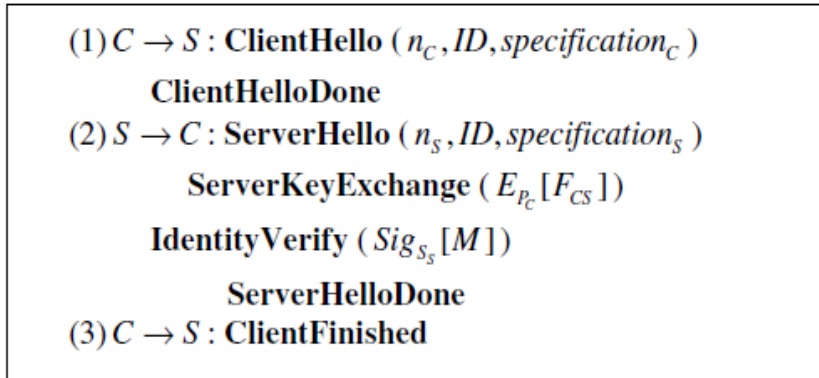 (1) C → S : ClientHello ( n_C , ID, specification_C )
ClientHelloDone
(2) S → C : ServerHello ( n_S , ID, specification_S )
ServerKeyExchange ( E_{P_C} [F_{CS}] )
IdentityVerify ( Sig_{S_S} [M] )
ServerHelloDone
(3) C → S : ClientFinished